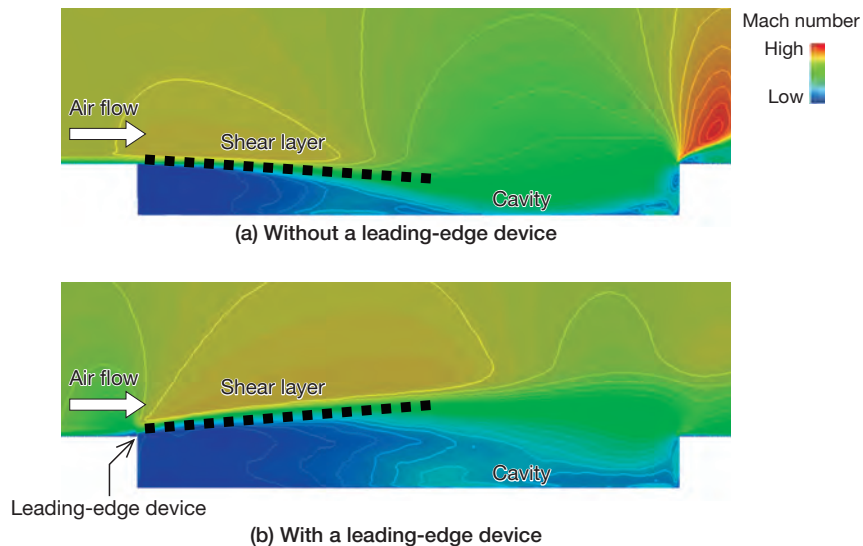 Mach number
High
Low
Air flow
Shear layer
Cavity
(a) Without a leading-edge device
Air flow
Shear layer
Cavity
Leading-edge device
(b) With a leading-edge device